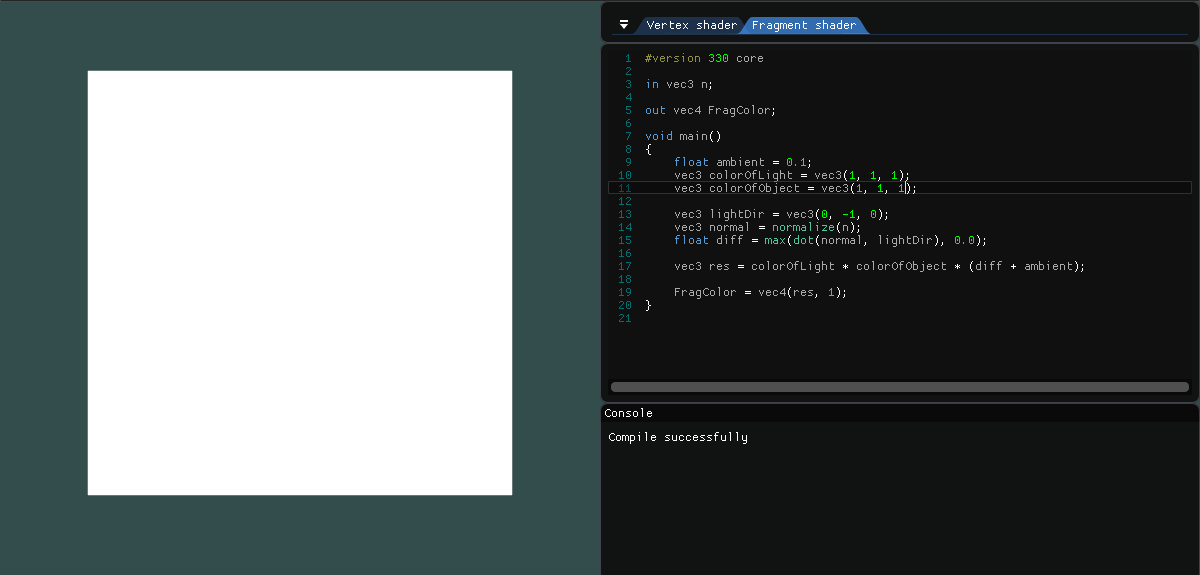 Vertex shader Fragment shader
1 #version 330 core
2
3 in vec3 n;
4
5 out vec4 FragColor;
6
7 void main()
8 {
9 float ambient = 0.1;
10 vec3 colorOfLight = vec3(1, 1, 1);
11 vec3 colorOfObject = vec3(1, 1, 1);
12
13 vec3 lightDir = vec3(0, -1, 0);
14 vec3 normal = normalize(n);
15 float diff = max(dot(normal, lightDir), 0.0);
16
17 vec3 res = colorOfLight * colorOfObject * (diff + ambient);
18
19 FragColor = vec4(res, 1);
20 }
21
Console
Compile successfully